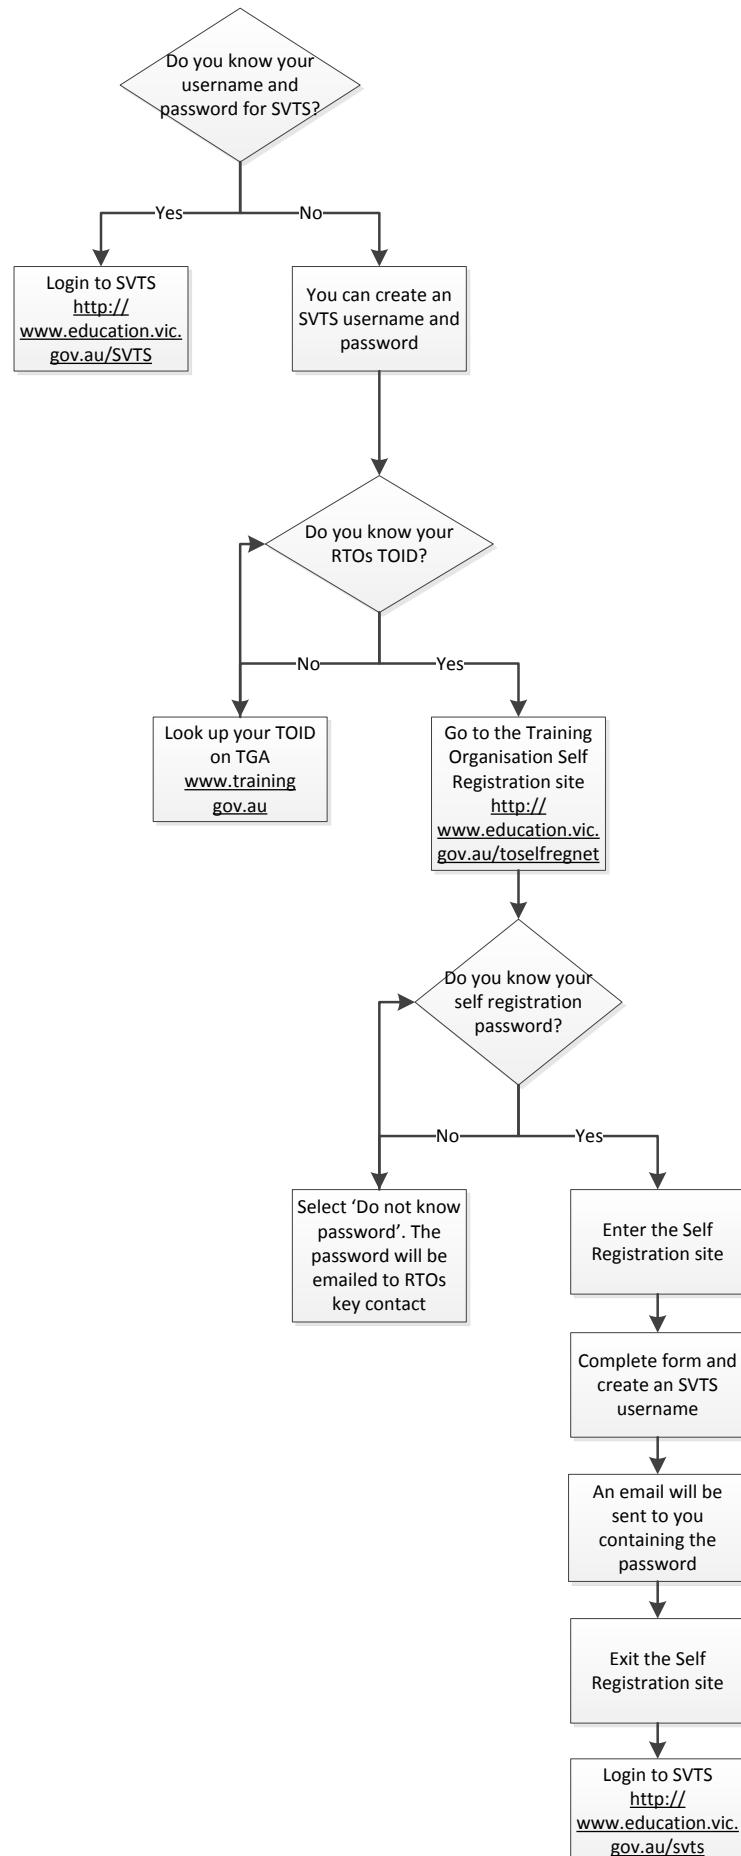 Do you know your
username and
password for SVTS?
Yes
No
Login to SVTS
http://
www.education.vic.
gov.au/SVTS
You can create an
SVTS username and
password
Do you know your
RTOs TOID?
No
Yes
Look up your TOID
on TGA
www.training
gov.au
Go to the Training
Organisation Self
Registration site
http://
www.education.vic.
gov.au/toselfregnet
Do you know your
self registration
password?
No
Yes
Select ‘Do not know
password’. The
password will be
emailed to RTOs
key contact
Enter the Self
Registration site
Complete form and
create an SVTS
username
An email will be
sent to you
containing the
password
Exit the Self
Registration site
Login to SVTS
http://
www.education.vic.
gov.au/svts